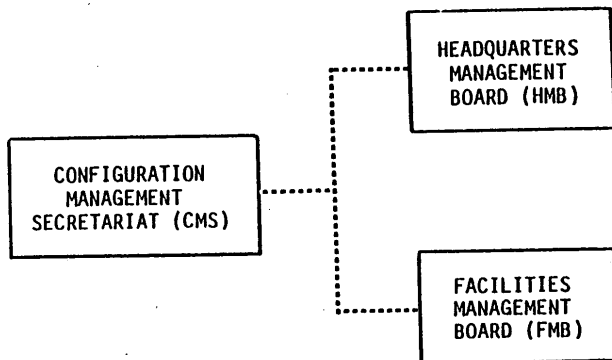 HEADQUARTERS
MANAGEMENT
BOARD (HMB)
CONFIGURATION
MANAGEMENT
SECRETARIAT (CMS)
FACILITIES
MANAGEMENT
BOARD (FMB)